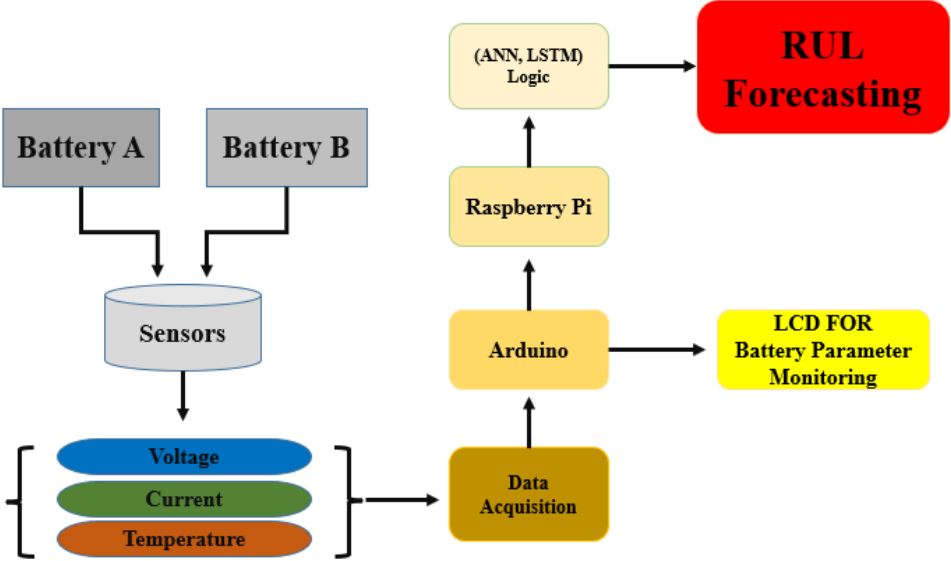 Battery A
Battery B
Sensors
Voltage
Current
Temperature
Data
Acquisition
Arduino
LCD FOR
Battery Parameter
Monitoring
Raspberry Pi
(ANN, LSTM)
Logic
RUL
Forecasting